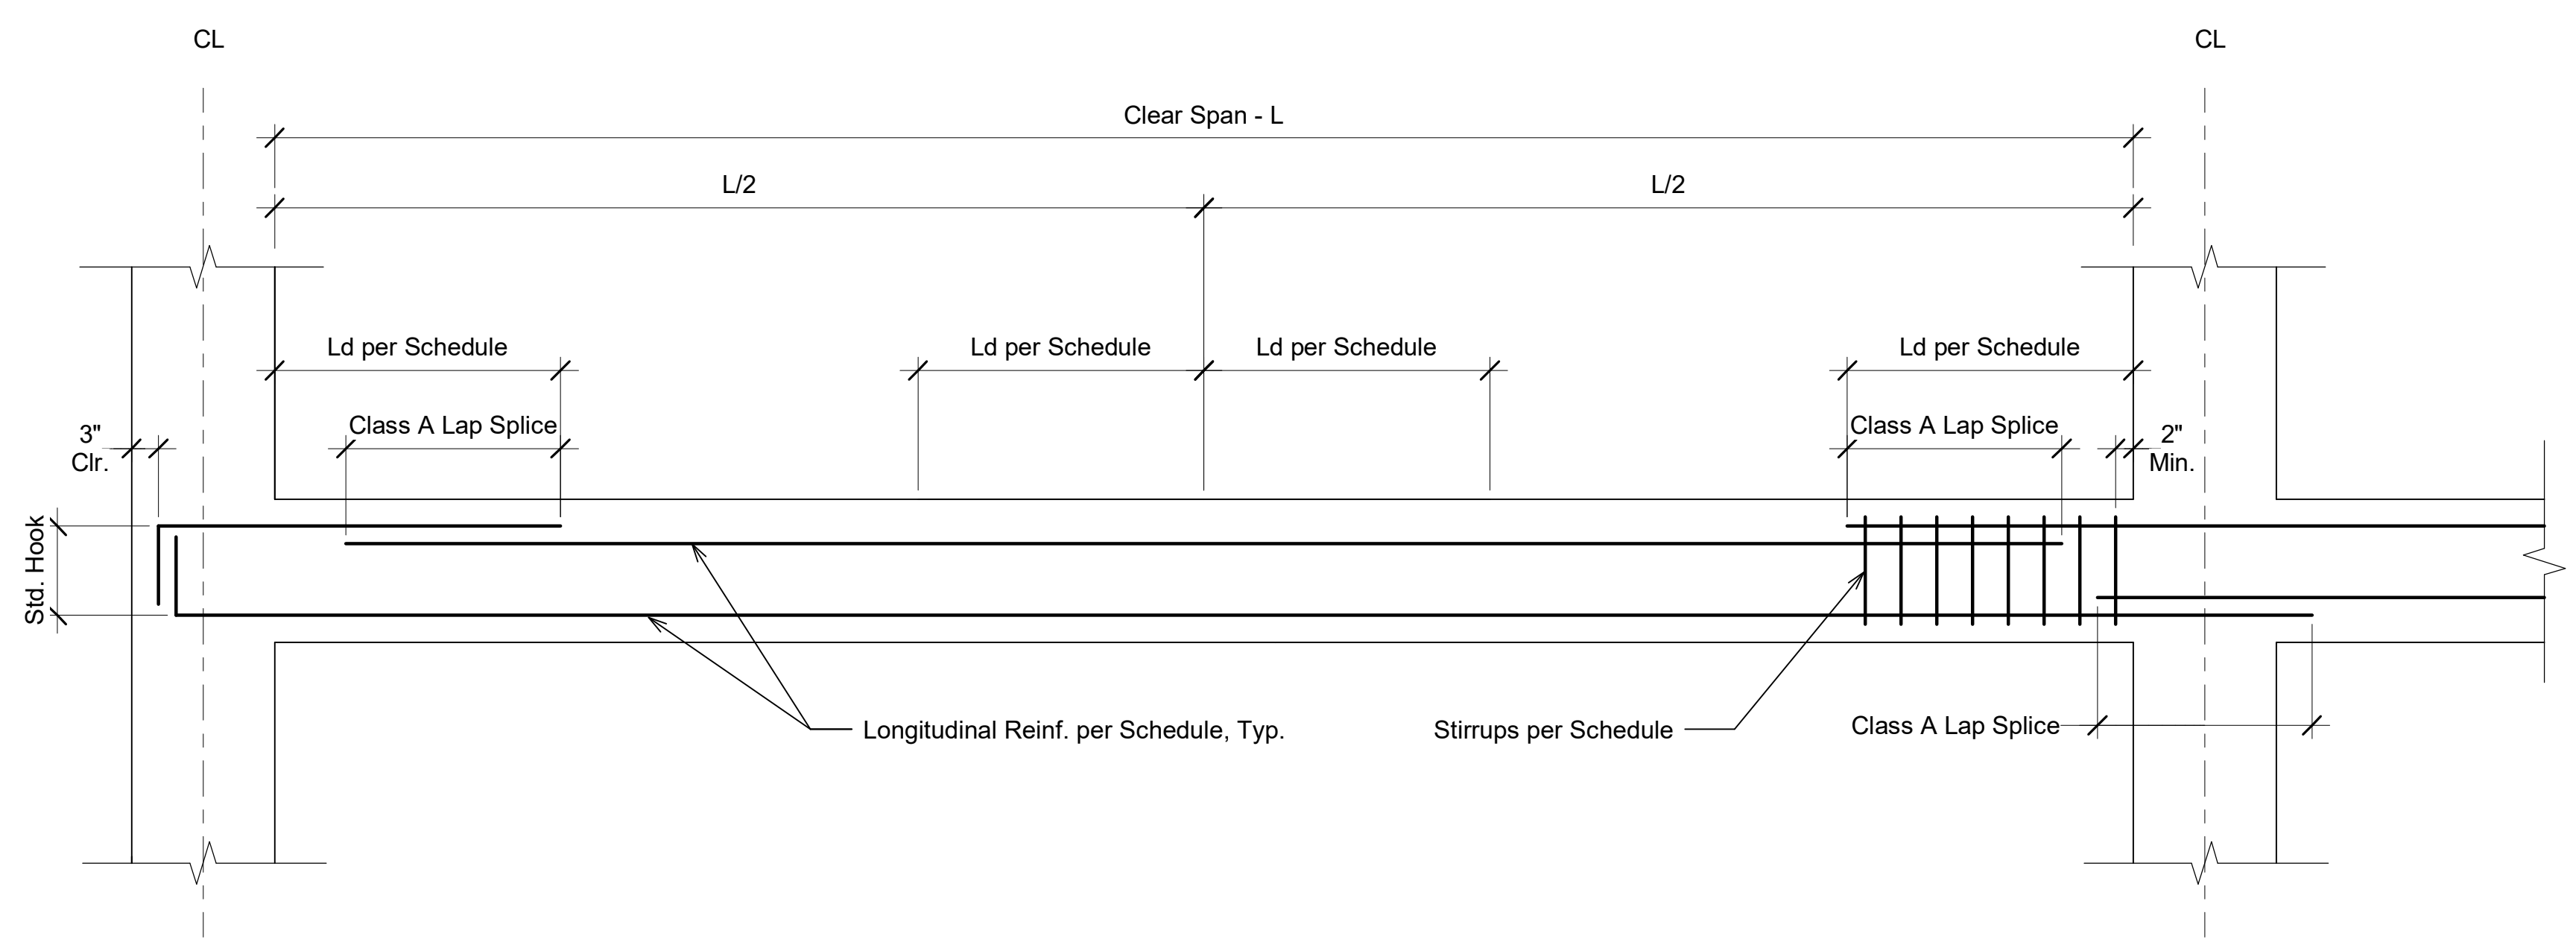 CL
CL
Clear Span - L
L/2
L/2
Ld per Schedule
Ld per Schedule
Ld per Schedule
Ld per Schedule
3"
Clr.
Class A Lap Splice
Class A Lap Splice
2"
Min.
Std. Hook
Longitudinal Reinf. per Schedule, Typ.
Stirrups per Schedule
Class A Lap Splice